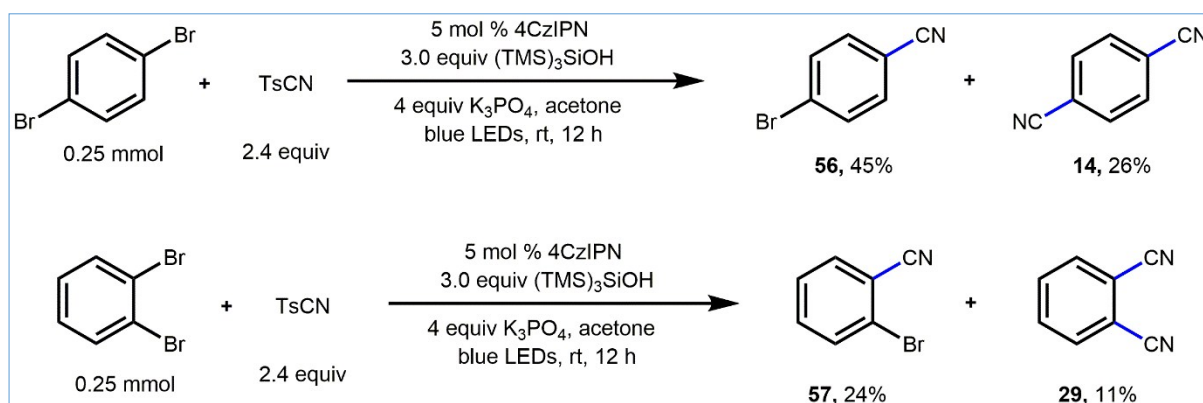 Br
Br
0.25 mmol
+
TsCN
2.4 equiv
5 mol % 4CzIPN
3.0 equiv (TMS)₃SiOH
4 equiv K₃PO₄, acetone
blue LEDs, rt, 12 h
CN
Br
56, 45%
+
CN
NC
14, 26%
Br
Br
0.25 mmol
+
TsCN
2.4 equiv
5 mol % 4CzIPN
3.0 equiv (TMS)₃SiOH
4 equiv K₃PO₄, acetone
blue LEDs, rt, 12 h
CN
Br
57, 24%
+
CN
CN
29, 11%